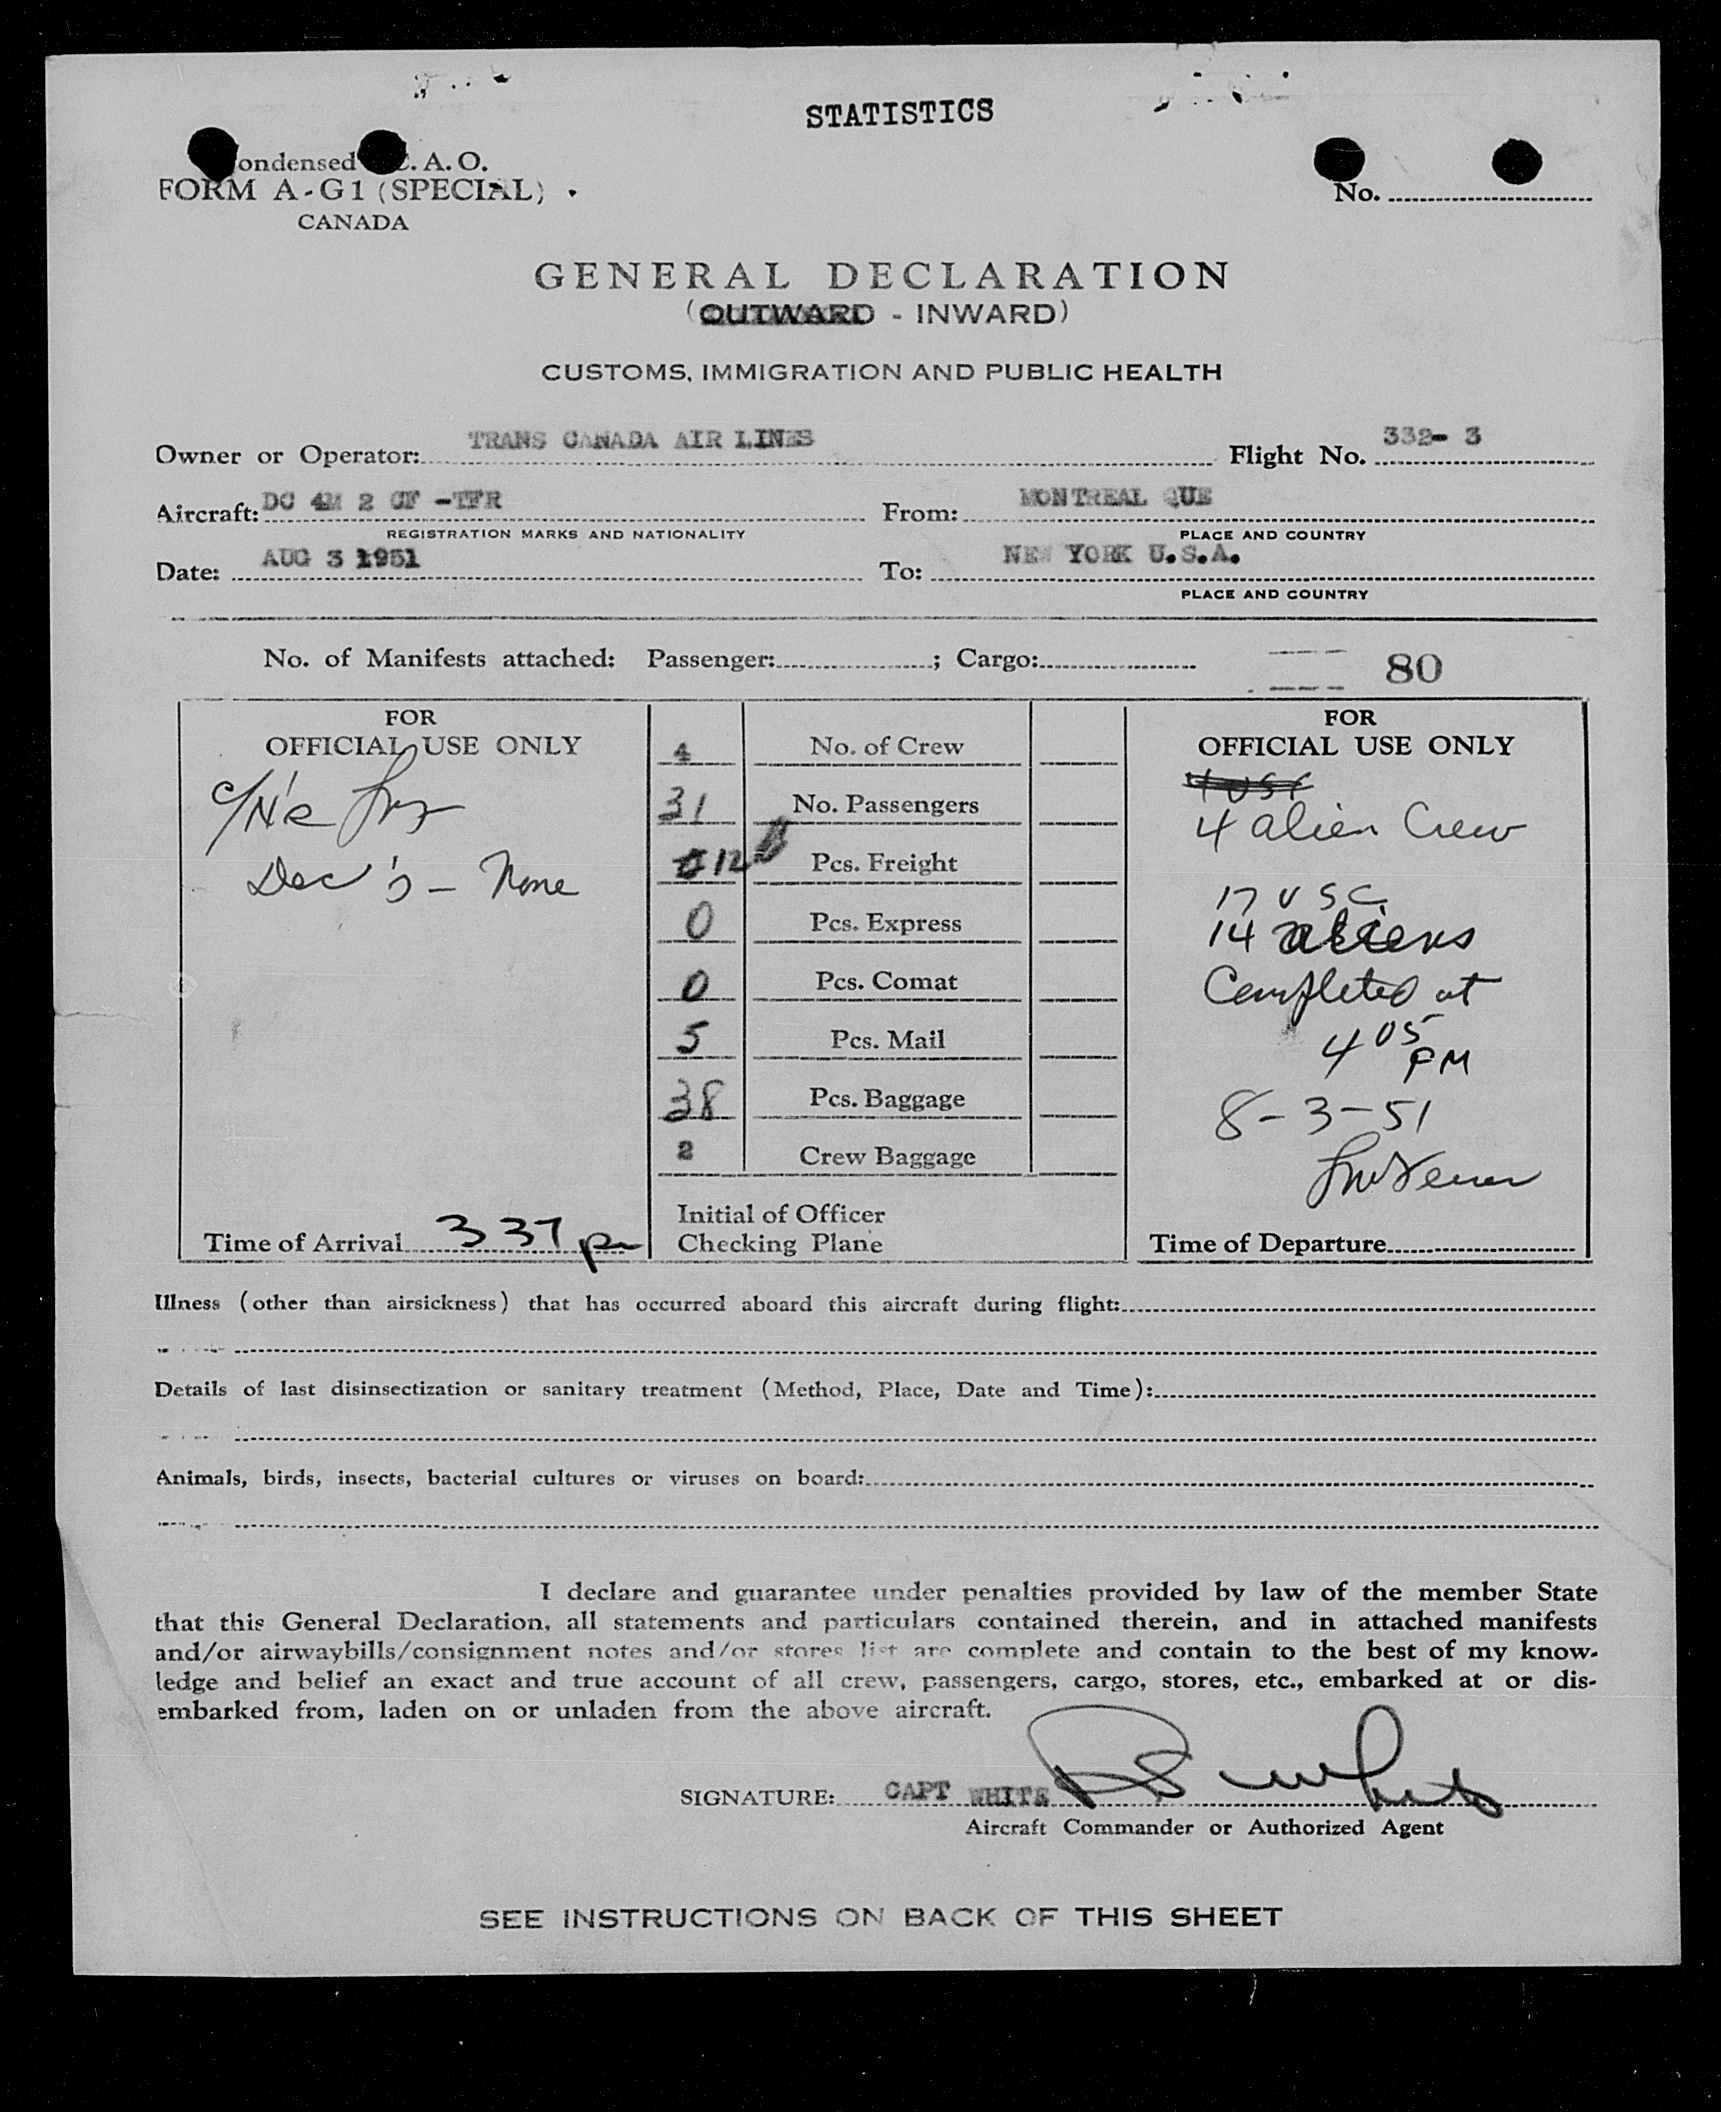 STATISTICS
ondensed C. A. O.
FORM A-G1 (SPECIAL)
CANADA
No.
GENERAL DECLARATION
(OUTWARD - INWARD)
CUSTOMS, IMMIGRATION AND PUBLIC HEALTH
Owner or Operator: TRANS CANADA AIR LINES Flight No. 332- 3
Aircraft: DC 4M 2 CF -TFR From: MONTREAL QUE
REGISTRATION MARKS AND NATIONALITY PLACE AND COUNTRY
Date: AUG 3 1951 To: NEW YORK U.S.A.
PLACE AND COUNTRY
No. of Manifests attached: Passenger: ; Cargo: 80
FOR
OFFICIAL USE ONLY
Dec's - None
Time of Arrival 337 p
4 No. of Crew
31 No. Passengers
12 Pcs. Freight
0 Pcs. Express
0 Pcs. Comat
5 Pcs. Mail
38 Pcs. Baggage
2 Crew Baggage
Initial of Officer
Checking Plane
FOR
OFFICIAL USE ONLY
4 USC
4 alien Crew
17 USC
14 aliens
Completed at
4 05
PM
8-3-51
Time of Departure
Illness (other than airsickness) that has occurred aboard this aircraft during flight:
Details of last disinsectization or sanitary treatment (Method, Place, Date and Time):
Animals, birds, insects, bacterial cultures or viruses on board:
I declare and guarantee under penalties provided by law of the member State
that this General Declaration, all statements and particulars contained therein, and in attached manifests
and/or airwaybills/consignment notes and/or stores list are complete and contain to the best of my know-
ledge and belief an exact and true account of all crew, passengers, cargo, stores, etc., embarked at or dis-
embarked from, laden on or unladen from the above aircraft.
SIGNATURE: CAPT WHITE
Aircraft Commander or Authorized Agent
SEE INSTRUCTIONS ON BACK OF THIS SHEET